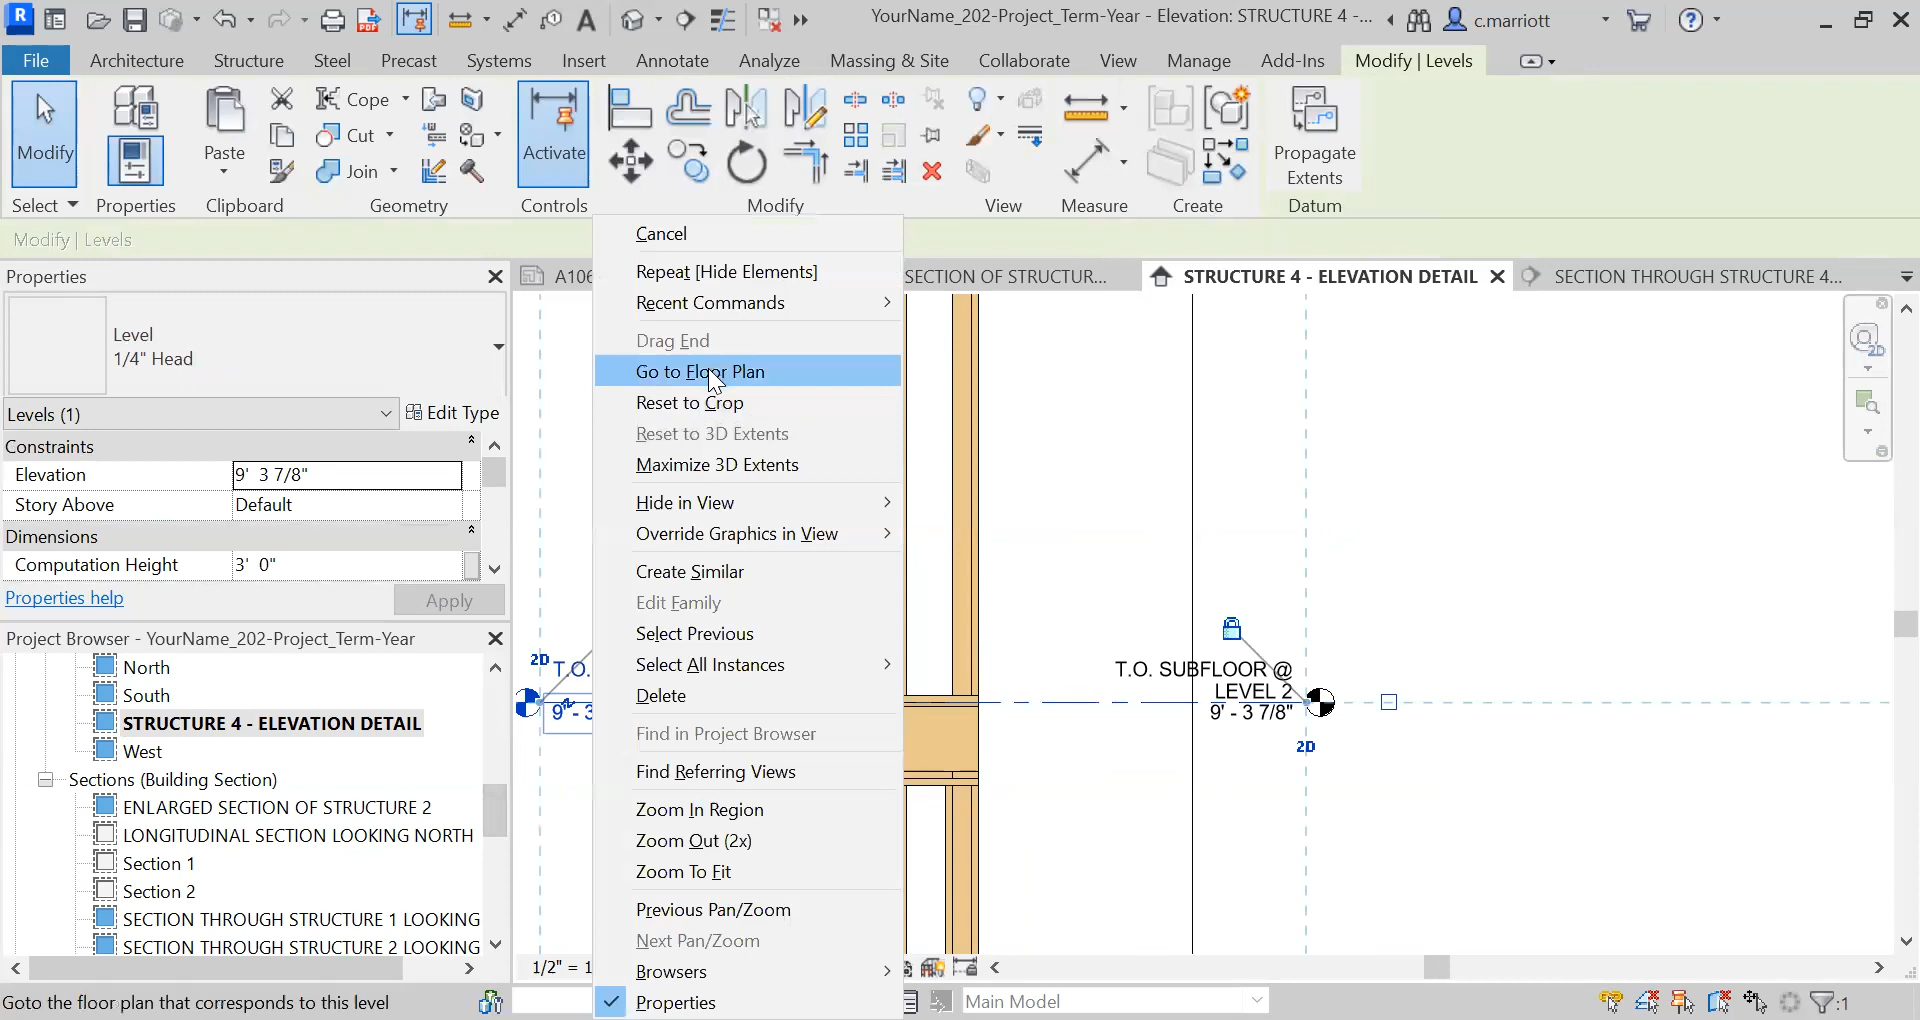 YourName_202-Project_Term-Year - Elevation: STRUCTURE 4 -...
c.marriott
File Architecture Structure Steel Precast Systems Insert Annotate Analyze Massing & Site Collaborate View Manage Add-Ins Modify | Levels
Modify
Paste
Cope
Cut
Join
Activate
Propagate
Extents
Select Properties Clipboard Geometry Controls Modify View Measure Create Datum
Modify | Levels
Properties
Level
1/4" Head
Levels (1)
Edit Type
Constraints
Elevation 9' 3 7/8"
Story Above Default
Dimensions
Computation Height 3' 0"
Properties help
Apply
Project Browser - YourName_202-Project_Term-Year
North
South
STRUCTURE 4 - ELEVATION DETAIL
West
Sections (Building Section)
ENLARGED SECTION OF STRUCTURE 2
LONGITUDINAL SECTION LOOKING NORTH
Section 1
Section 2
SECTION THROUGH STRUCTURE 1 LOOKING
SECTION THROUGH STRUCTURE 2 LOOKING
Goto the floor plan that corresponds to this level
A106
SECTION OF STRUCTUR...
STRUCTURE 4 - ELEVATION DETAIL
SECTION THROUGH STRUCTURE 4...
Cancel
Repeat [Hide Elements]
Recent Commands
Drag End
Go to Floor Plan
Reset to Crop
Reset to 3D Extents
Maximize 3D Extents
Hide in View
Override Graphics in View
Create Similar
Edit Family
Select Previous
Select All Instances
Delete
Find in Project Browser
Find Referring Views
Zoom In Region
Zoom Out (2x)
Zoom To Fit
Previous Pan/Zoom
Next Pan/Zoom
Browsers
Properties
2D
T.O.
9' - 3
T.O. SUBFLOOR @
LEVEL 2
9' - 3 7/8"
2D
2D
1/2" = 1
Main Model
:1